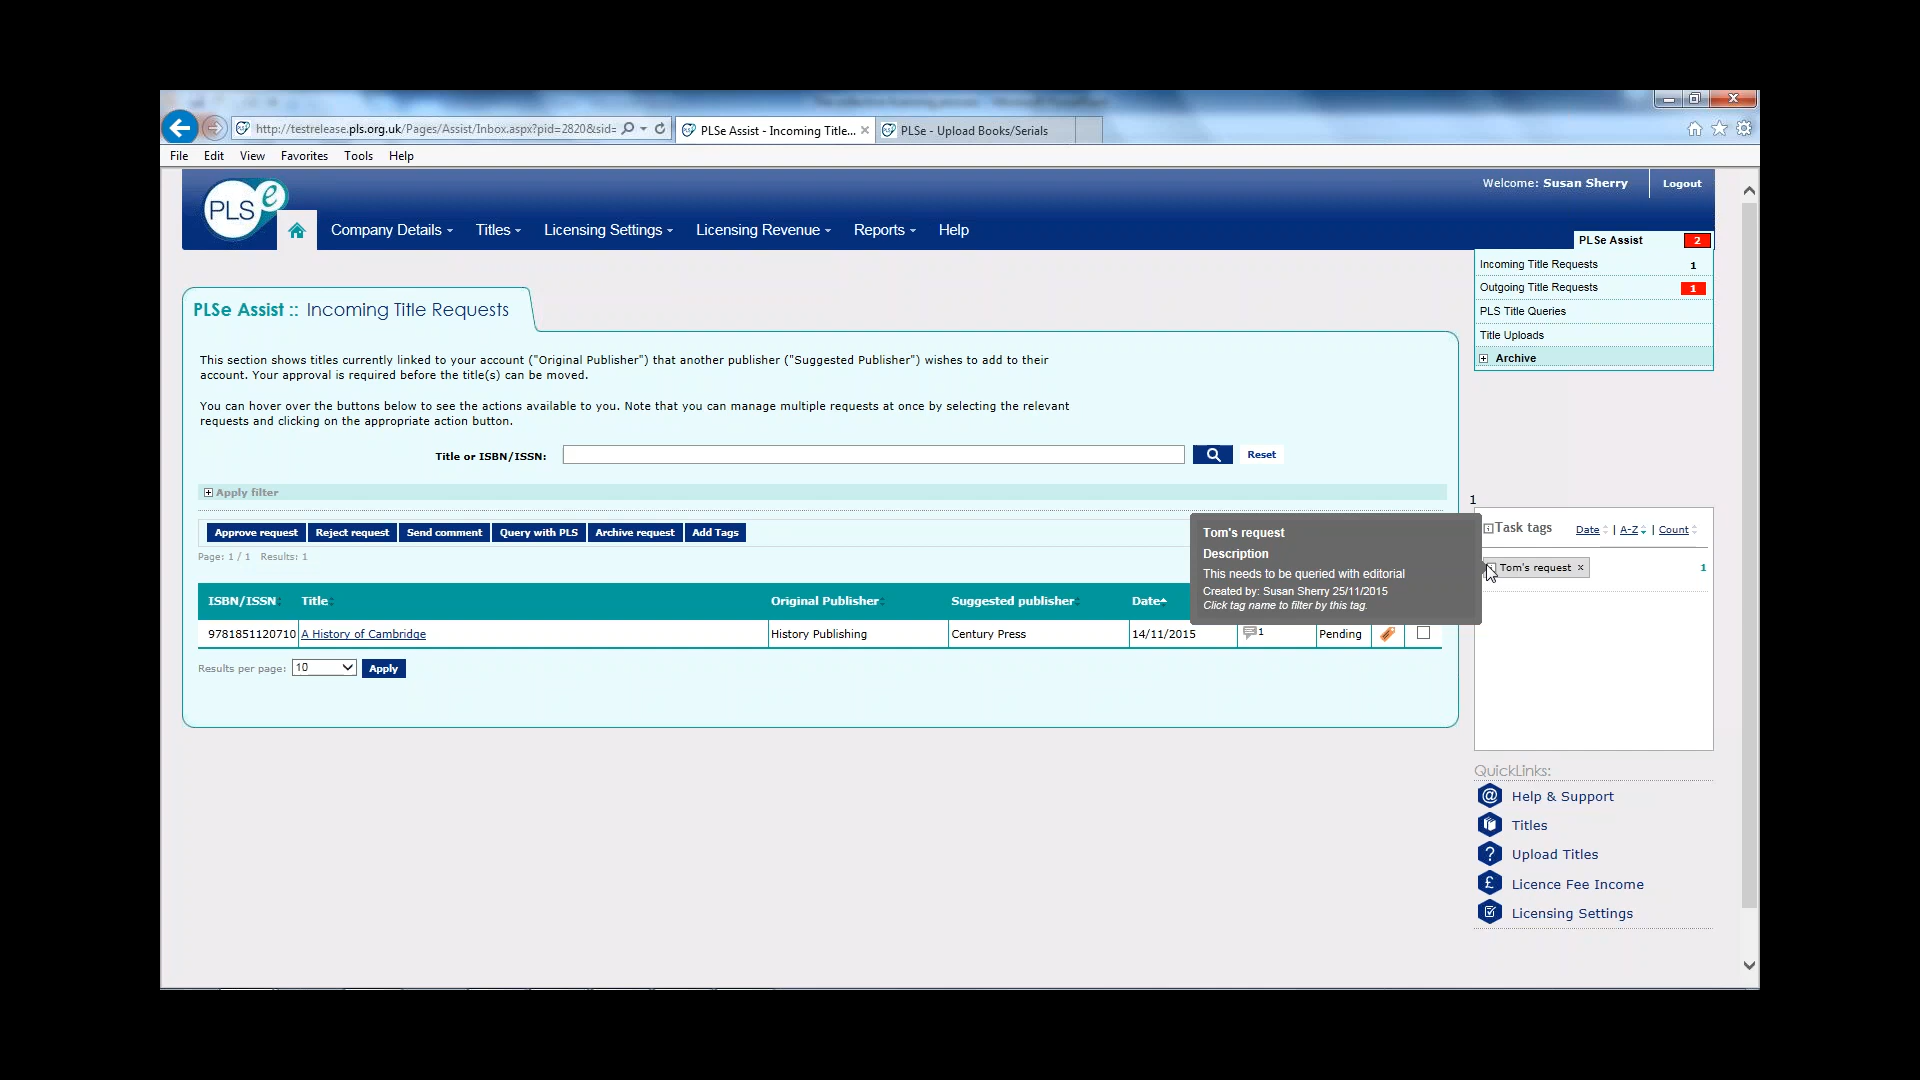 http://testrelease.pls.org.uk/Pages/Assist/Inbox.aspx?pid=2820&sid=
PLSe Assist - Incoming Title...
PLSe - Upload Books/Serials
File Edit View Favorites Tools Help
PLS e
Welcome: Susan Sherry
Logout
Company Details Titles Licensing Settings Licensing Revenue Reports Help
PLSe Assist 2
Incoming Title Requests 1
Outgoing Title Requests 1
PLS Title Queries
Title Uploads
Archive
PLSe Assist :: Incoming Title Requests
This section shows titles currently linked to your account ("Original Publisher") that another publisher ("Suggested Publisher") wishes to add to their
account. Your approval is required before the title(s) can be moved.
You can hover over the buttons below to see the actions available to you. Note that you can manage multiple requests at once by selecting the relevant
requests and clicking on the appropriate action button.
Title or ISBN/ISSN: Reset
Apply filter
Approve request Reject request Send comment Query with PLS Archive request Add Tags
Page: 1 / 1 Results: 1
ISBN/ISSN Title Original Publisher Suggested publisher Date
9781851120710 A History of Cambridge History Publishing Century Press 14/11/2015 1 Pending
Results per page: 10 Apply
Tom's request
Description
This needs to be queried with editorial
Created by: Susan Sherry 25/11/2015
Click tag name to filter by this tag.
1
Task tags Date | A-Z | Count
Tom's request × 1
QuickLinks:
Help & Support
Titles
Upload Titles
Licence Fee Income
Licensing Settings